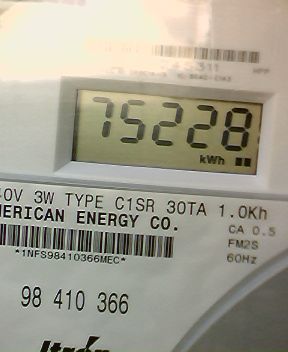 75228
kWh
0V 3W TYPE C1SR 30TA 1.0Kh
MERICAN ENERGY CO.
CA 0.5
FM2S
*1NFS98410366MEC*
60Hz
98 410 366
Itron